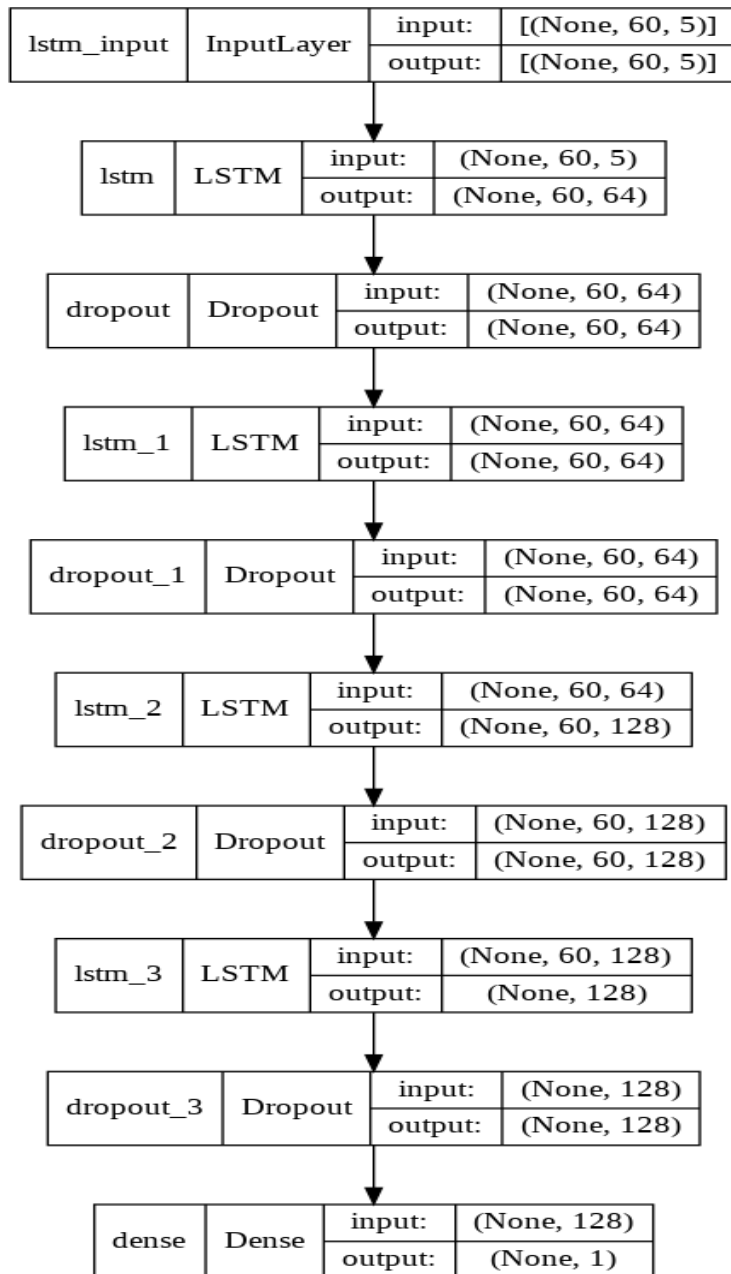 lstm_input InputLayer input: [(None, 60, 5)]
output: [(None, 60, 5)]
lstm LSTM input: (None, 60, 5)
output: (None, 60, 64)
dropout Dropout input: (None, 60, 64)
output: (None, 60, 64)
lstm_1 LSTM input: (None, 60, 64)
output: (None, 60, 64)
dropout_1 Dropout input: (None, 60, 64)
output: (None, 60, 64)
lstm_2 LSTM input: (None, 60, 64)
output: (None, 60, 128)
dropout_2 Dropout input: (None, 60, 128)
output: (None, 60, 128)
lstm_3 LSTM input: (None, 60, 128)
output: (None, 128)
dropout_3 Dropout input: (None, 128)
output: (None, 128)
dense Dense input: (None, 128)
output: (None, 1)